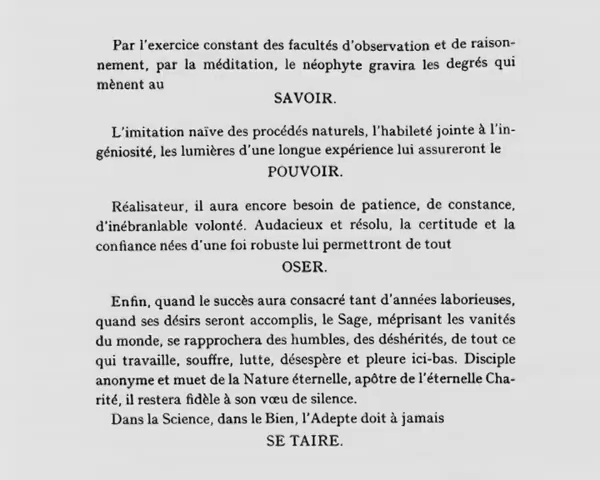 Par l'exercice constant des facultés d'observation et de raison-
nement, par la méditation, le néophyte gravira les degrés qui
mènent au
SAVOIR.
L'imitation naïve des procédés naturels, l'habileté jointe à l'in-
géniosité, les lumières d'une longue expérience lui assureront le
POUVOIR.
Réalisateur, il aura encore besoin de patience, de constance,
d'inébranlable volonté. Audacieux et résolu, la certitude et la
confiance nées d'une foi robuste lui permettront de tout
OSER.
Enfin, quand le succès aura consacré tant d'années laborieuses,
quand ses désirs seront accomplis, le Sage, méprisant les vanités
du monde, se rapprochera des humbles, des déshérités, de tout ce
qui travaille, souffre, lutte, désespère et pleure ici-bas. Disciple
anonyme et muet de la Nature éternelle, apôtre de l'éternelle Cha-
rité, il restera fidèle à son vœu de silence.
Dans la Science, dans le Bien, l'Adepte doit à jamais
SE TAIRE.